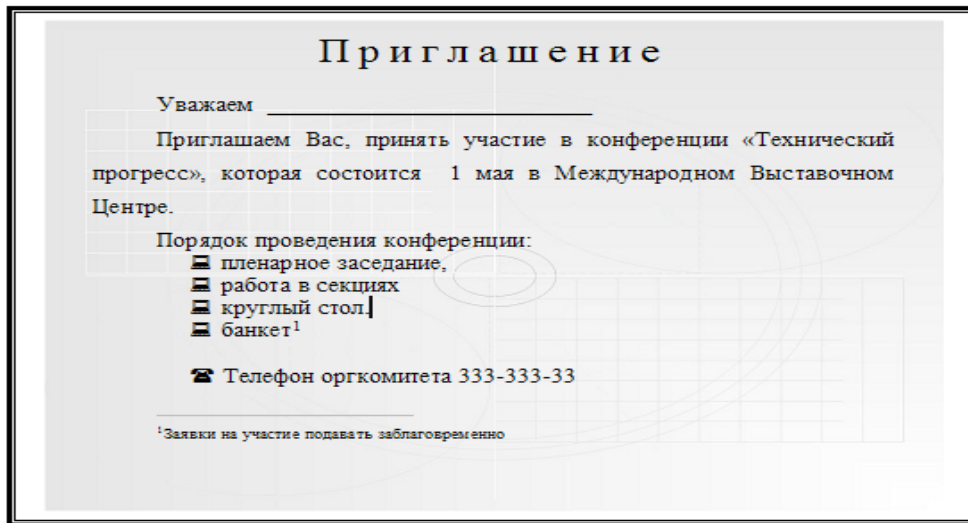 Приглашение
Уважаем ____________________
Приглашаем Вас, принять участие в конференции «Технический
прогресс», которая состоится 1 мая в Международном Выставочном
Центре.
Порядок проведения конференции:
💻 пленарное заседание,
💻 работа в секциях
💻 круглый стол.
💻 банкет¹
☎ Телефон оргкомитета 333-333-33
¹Заявки на участие подавать заблаговременно